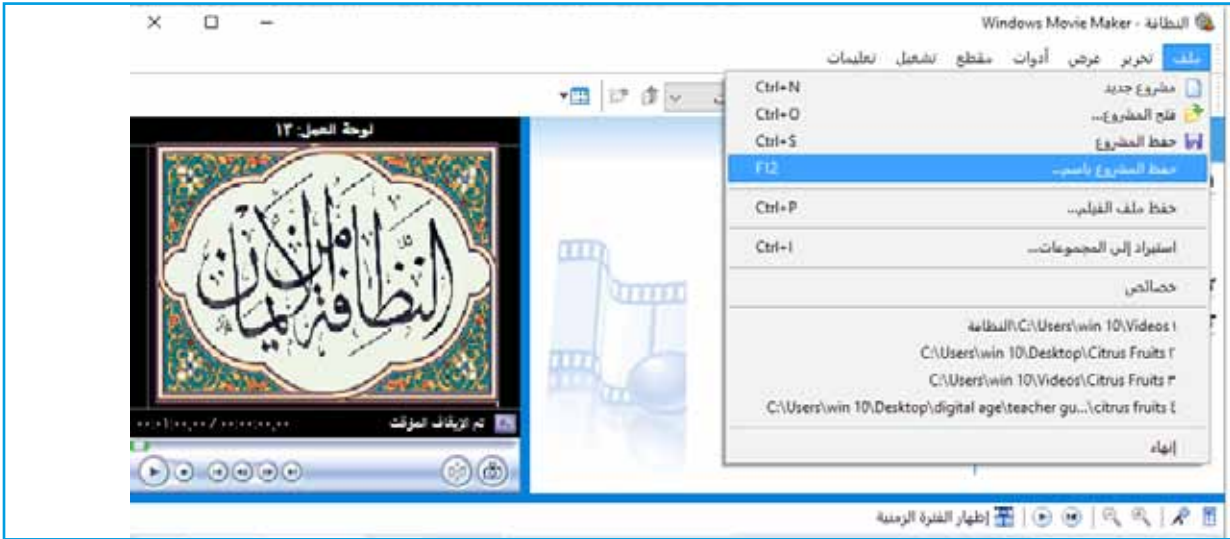 النظافة - Windows Movie Maker
ملف تحرير عرض أدوات مقطع تشغيل تعليمات
مشروع جديد Ctrl+N
فتح المشروع... Ctrl+O
حفظ المشروع Ctrl+S
حفظ المشروع باسم... F12
حفظ ملف الفيلم... Ctrl+P
استيراد إلى المجموعات... Ctrl+I
خصائص
١ C:\Users\win 10\Videos\النظافة
٢ C:\Users\win 10\Desktop\Citrus Fruits
٣ C:\Users\win 10\Videos\Citrus Fruits
٤ C:\Users\win 10\Desktop\digital age\teacher gu...\citrus fruits
إنهاء
لوحة العمل: ١٣
النظافة من الإيمان
تم الإيقاف المؤقت
إظهار الفترة الزمنية